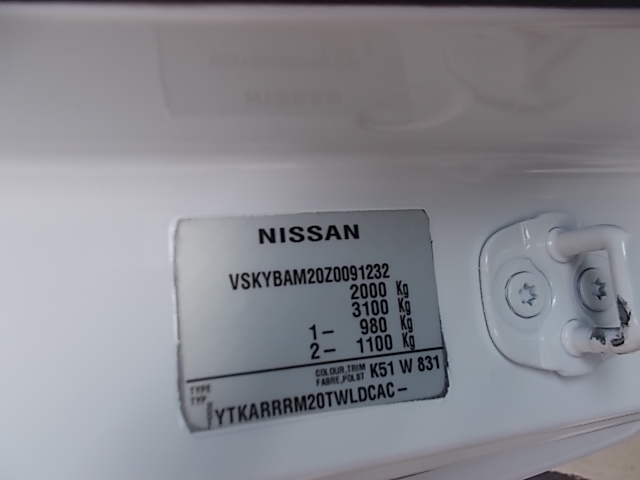 NISSAN
VSKYBAM20Z0091232
2000 Kg
3100 Kg
1- 980 Kg
2- 1100 Kg
COLOUR,TRIM K51 W 831
FABRE,POLST
TYPE
TYP
YTKARRRM20TWLDCAC-